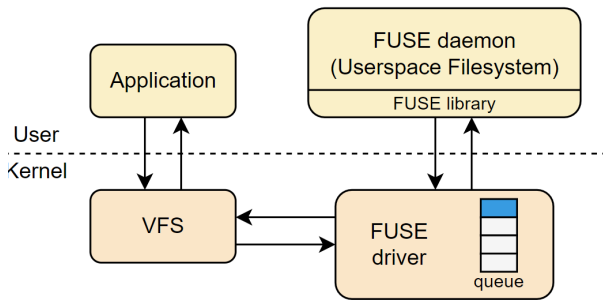 FUSE daemon
(Userspace Filesystem)
Application
FUSE library
User
Kernel
VFS
FUSE
driver
queue